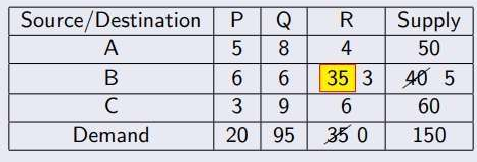 Source/Destination P Q R Supply
A 5 8 4 50
B 6 6 35 3 40 5
C 3 9 6 60
Demand 20 95 35 0 150